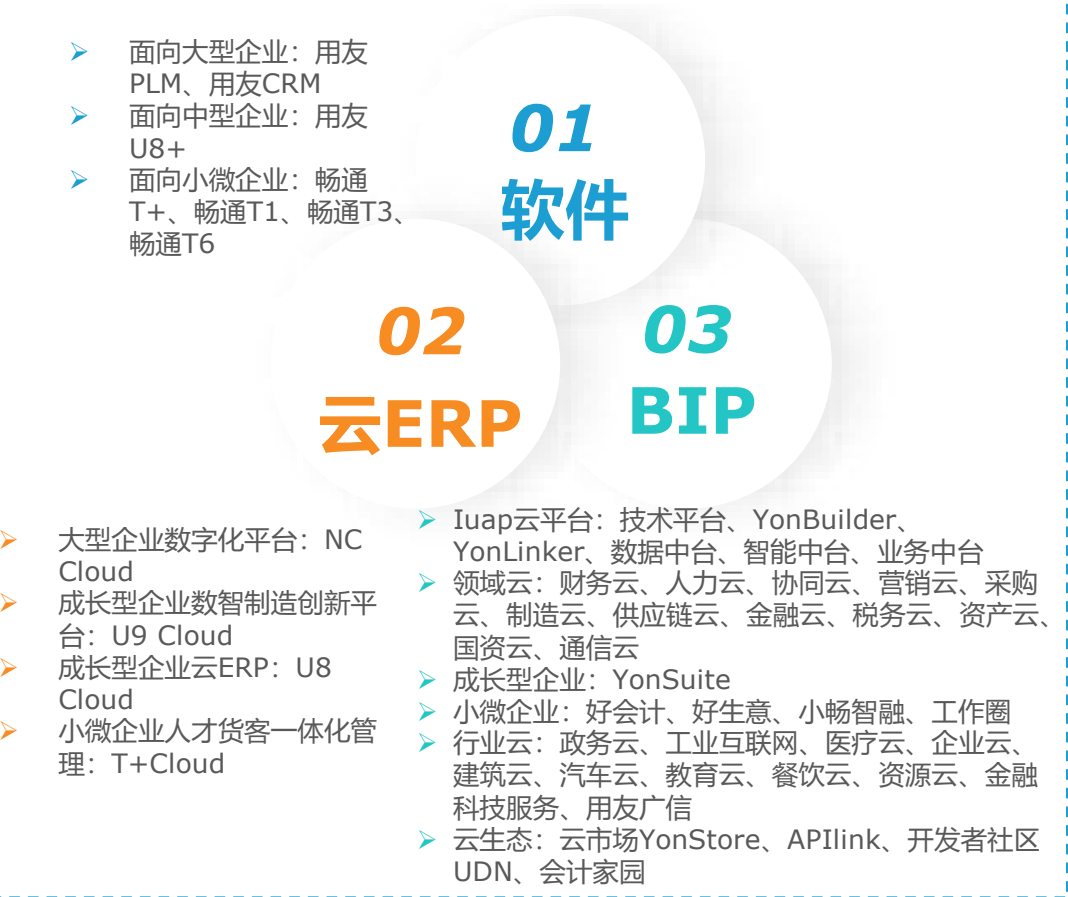 面向大型企业：用友
PLM、用友CRM
面向中型企业：用友
U8+
面向小微企业：畅通
T+、畅通T1、畅通T3、
畅通T6
01
软件
02
云ERP
03
BIP
大型企业数字化平台：NC
Cloud
成长型企业数智制造创新平
台：U9 Cloud
成长型企业云ERP：U8
Cloud
小微企业人才货客一体化管
理：T+Cloud
Iuap云平台：技术平台、YonBuilder、
YonLinker、数据中台、智能中台、业务中台
领域云：财务云、人力云、协同云、营销云、采购
云、制造云、供应链云、金融云、税务云、资产云、
国资云、通信云
成长型企业：YonSuite
小微企业：好会计、好生意、小畅智融、工作圈
行业云：政务云、工业互联网、医疗云、企业云、
建筑云、汽车云、教育云、餐饮云、资源云、金融
科技服务、用友广信
云生态：云市场YonStore、APIlink、开发者社区
UDN、会计家园